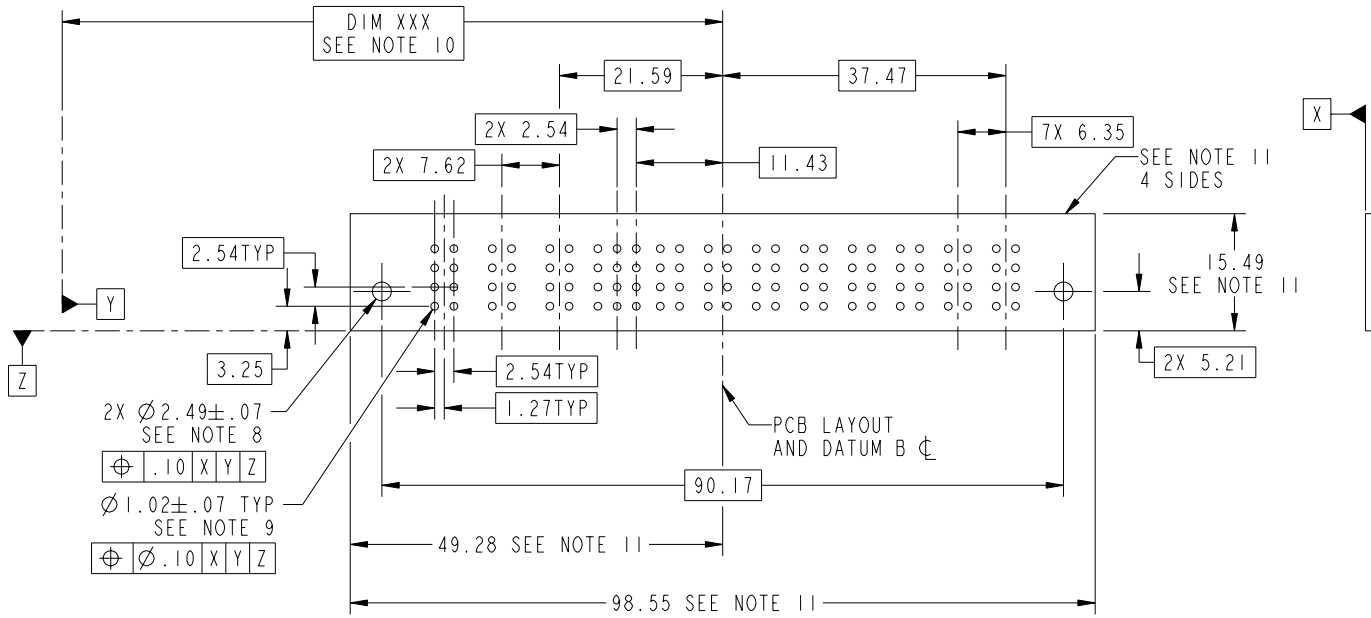 DIM XXX
SEE NOTE 10
21.59
37.47
X
2X 2.54
7X 6.35
2X 7.62
11.43
SEE NOTE 11
4 SIDES
2.54TYP
15.49
SEE NOTE 11
Y
Z
3.25
2.54TYP
2X 5.21
1.27TYP
2X Ø2.49±.07
SEE NOTE 8
⌖ .10 X Y Z
PCB LAYOUT
AND DATUM B ℄
90.17
Ø1.02±.07 TYP
SEE NOTE 9
⌖ Ø.10 X Y Z
49.28 SEE NOTE 11
98.55 SEE NOTE 11